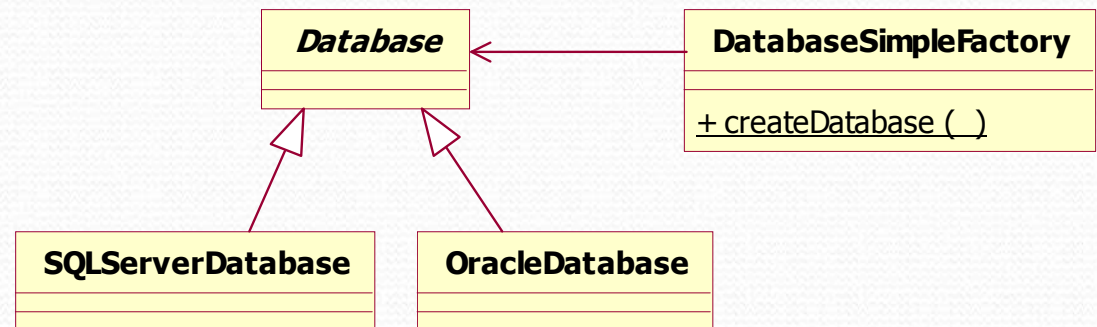 Database
DatabaseSimpleFactory
+ createDatabase ( )
SQLServerDatabase
OracleDatabase